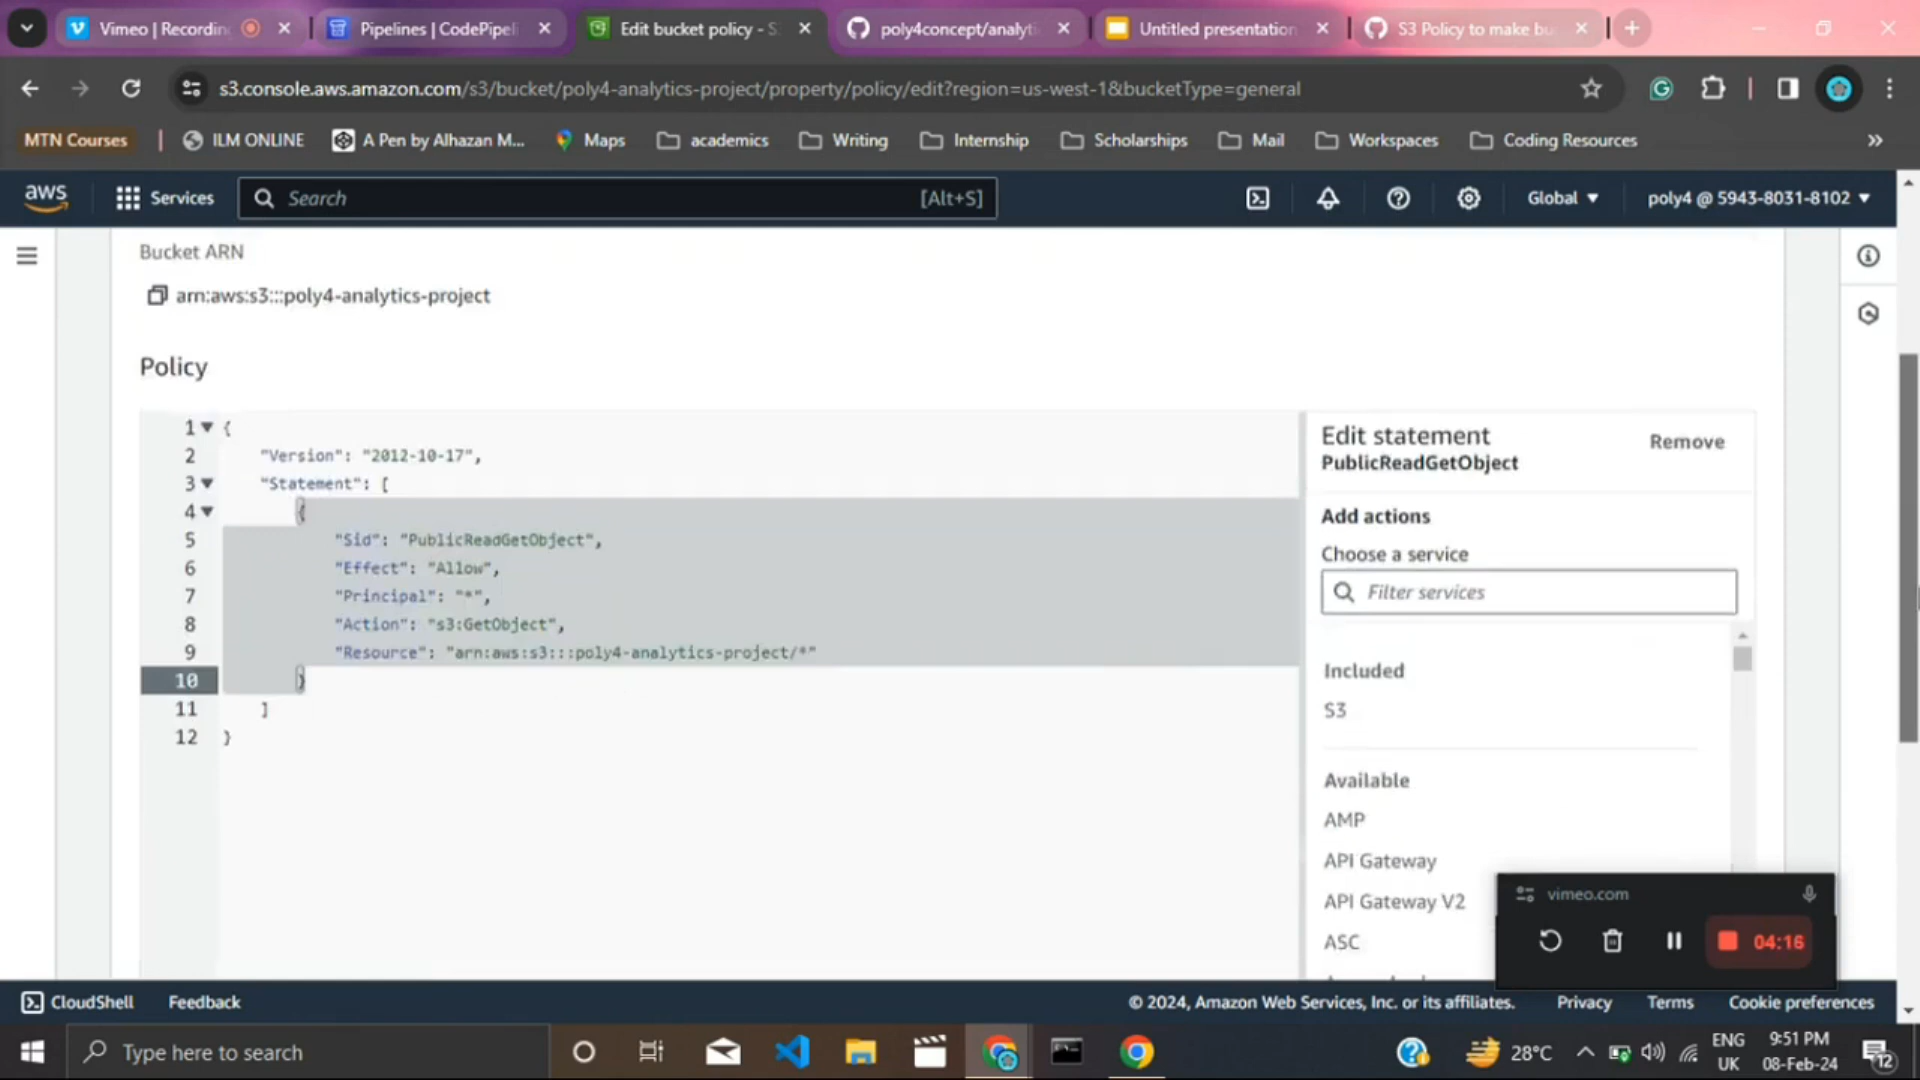 Vimeo | Recordin
Pipelines | CodePipel
Edit bucket policy - S
poly4concept/analyti
Untitled presentation
S3 Policy to make bu
s3.console.aws.amazon.com/s3/bucket/poly4-analytics-project/property/policy/edit?region=us-west-1&bucketType=general
MTN Courses
ILM ONLINE
A Pen by Alhazan M...
Maps
academics
Writing
Internship
Scholarships
Mail
Workspaces
Coding Resources
aws
Services
Search
[Alt+S]
Global
poly4 @ 5943-8031-8102
Bucket ARN
arn:aws:s3:::poly4-analytics-project
Policy
1 {
2 "Version": "2012-10-17",
3 "Statement": [
4 {
5 "Sid": "PublicReadGetObject",
6 "Effect": "Allow",
7 "Principal": "*",
8 "Action": "s3:GetObject",
9 "Resource": "arn:aws:s3:::poly4-analytics-project/*"
10 }
11 ]
12 }
Edit statement
Remove
PublicReadGetObject
Add actions
Choose a service
Filter services
Included
S3
Available
AMP
API Gateway
API Gateway V2
ASC
vimeo.com
04:16
CloudShell
Feedback
© 2024, Amazon Web Services, Inc. or its affiliates.
Privacy
Terms
Cookie preferences
Type here to search
28°C
ENG
UK
9:51 PM
08-Feb-24
12